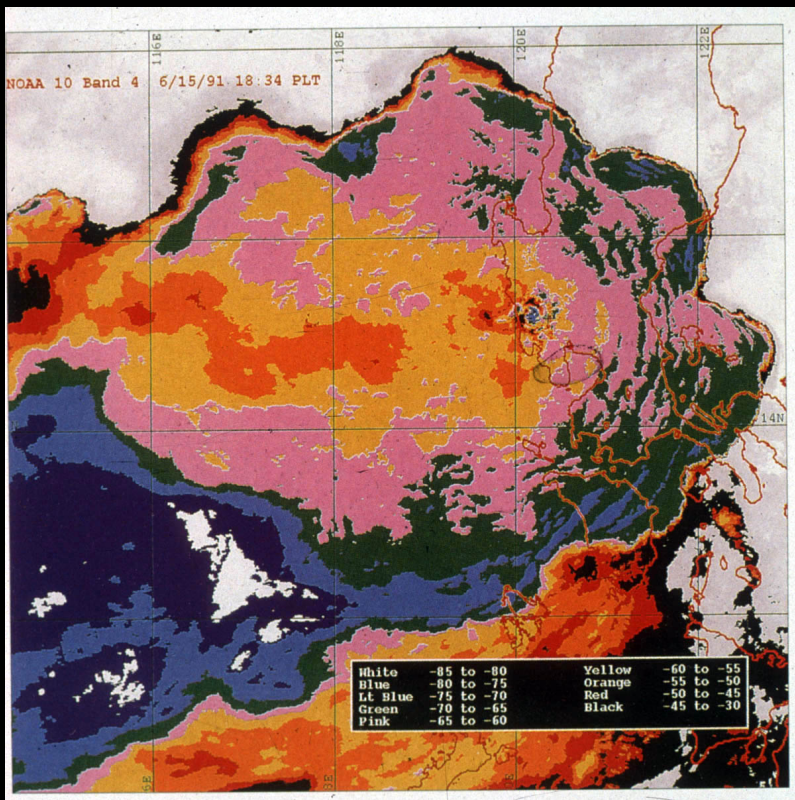 116E
118E
120E
122E
NOAA 10 Band 4 6/15/91 18:34 PLT
14N
White -85 to -80
Blue -80 to -75
Lt Blue -75 to -70
Green -70 to -65
Pink -65 to -60
Yellow -60 to -55
Orange -55 to -50
Red -50 to -45
Black -45 to -30